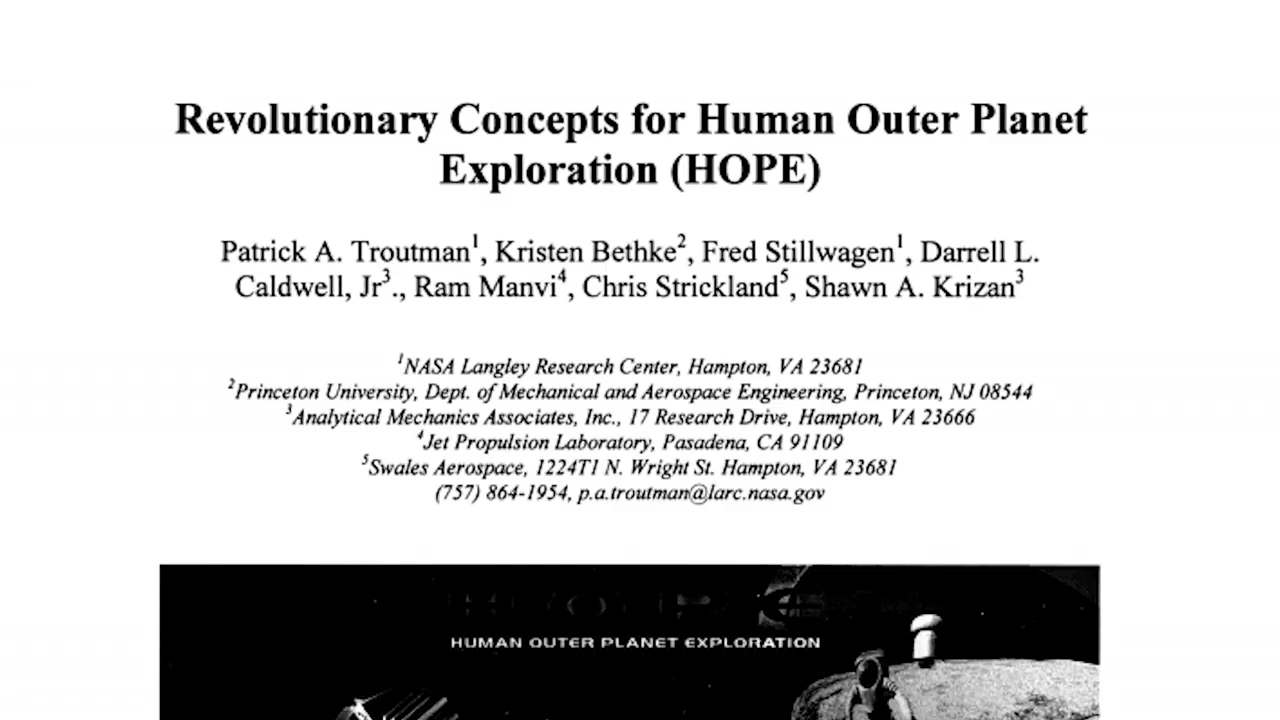 Revolutionary Concepts for Human Outer Planet
Exploration (HOPE)
Patrick A. Troutman¹, Kristen Bethke², Fred Stillwagen¹, Darrell L.
Caldwell, Jr³., Ram Manvi⁴, Chris Strickland⁵, Shawn A. Krizan³
¹NASA Langley Research Center, Hampton, VA 23681
²Princeton University, Dept. of Mechanical and Aerospace Engineering, Princeton, NJ 08544
³Analytical Mechanics Associates, Inc., 17 Research Drive, Hampton, VA 23666
⁴Jet Propulsion Laboratory, Pasadena, CA 91109
⁵Swales Aerospace, 1224T1 N. Wright St. Hampton, VA 23681
(757) 864-1954, p.a.troutman@larc.nasa.gov
HOPE
HUMAN OUTER PLANET EXPLORATION